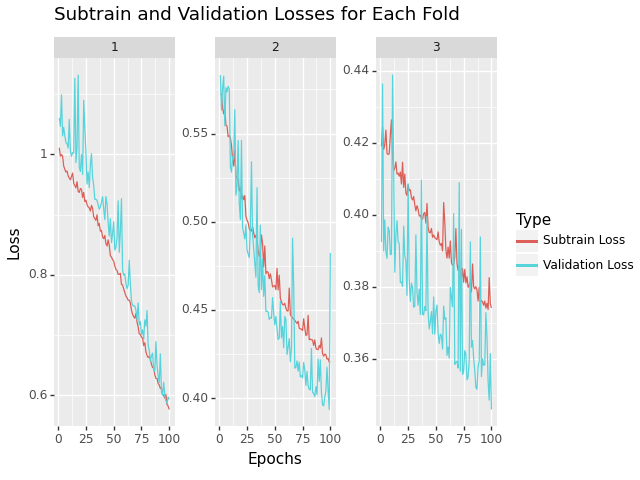 Subtrain and Validation Losses for Each Fold
1
2
3
1
0.8
0.6
0.55
0.50
0.45
0.40
0.44
0.42
0.40
0.38
0.36
0 25 50 75 100
0 25 50 75 100
0 25 50 75 100
Loss
Epochs
Type
Subtrain Loss
Validation Loss